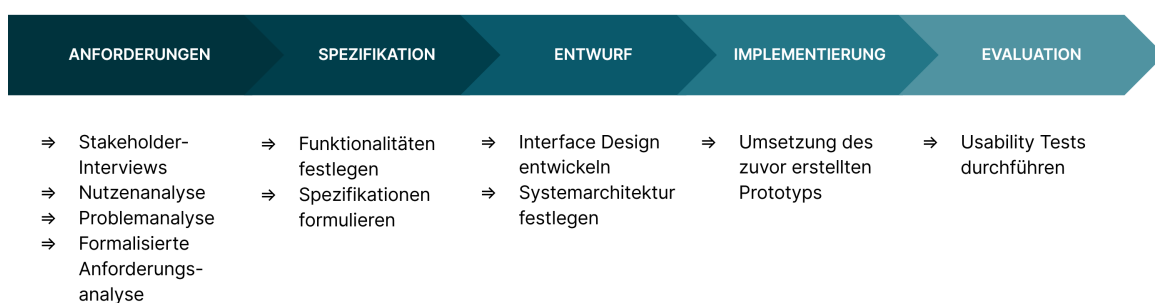 ANFORDERUNGEN
SPEZIFIKATION
ENTWURF
IMPLEMENTIERUNG
EVALUATION
⇒ Stakeholder-
Interviews
⇒ Nutzenanalyse
⇒ Problemanalyse
⇒ Formalisierte
Anforderungs-
analyse
⇒ Funktionalitäten
festlegen
⇒ Spezifikationen
formulieren
⇒ Interface Design
entwickeln
⇒ Systemarchitektur
festlegen
⇒ Umsetzung des
zuvor erstellten
Prototyps
⇒ Usability Tests
durchführen